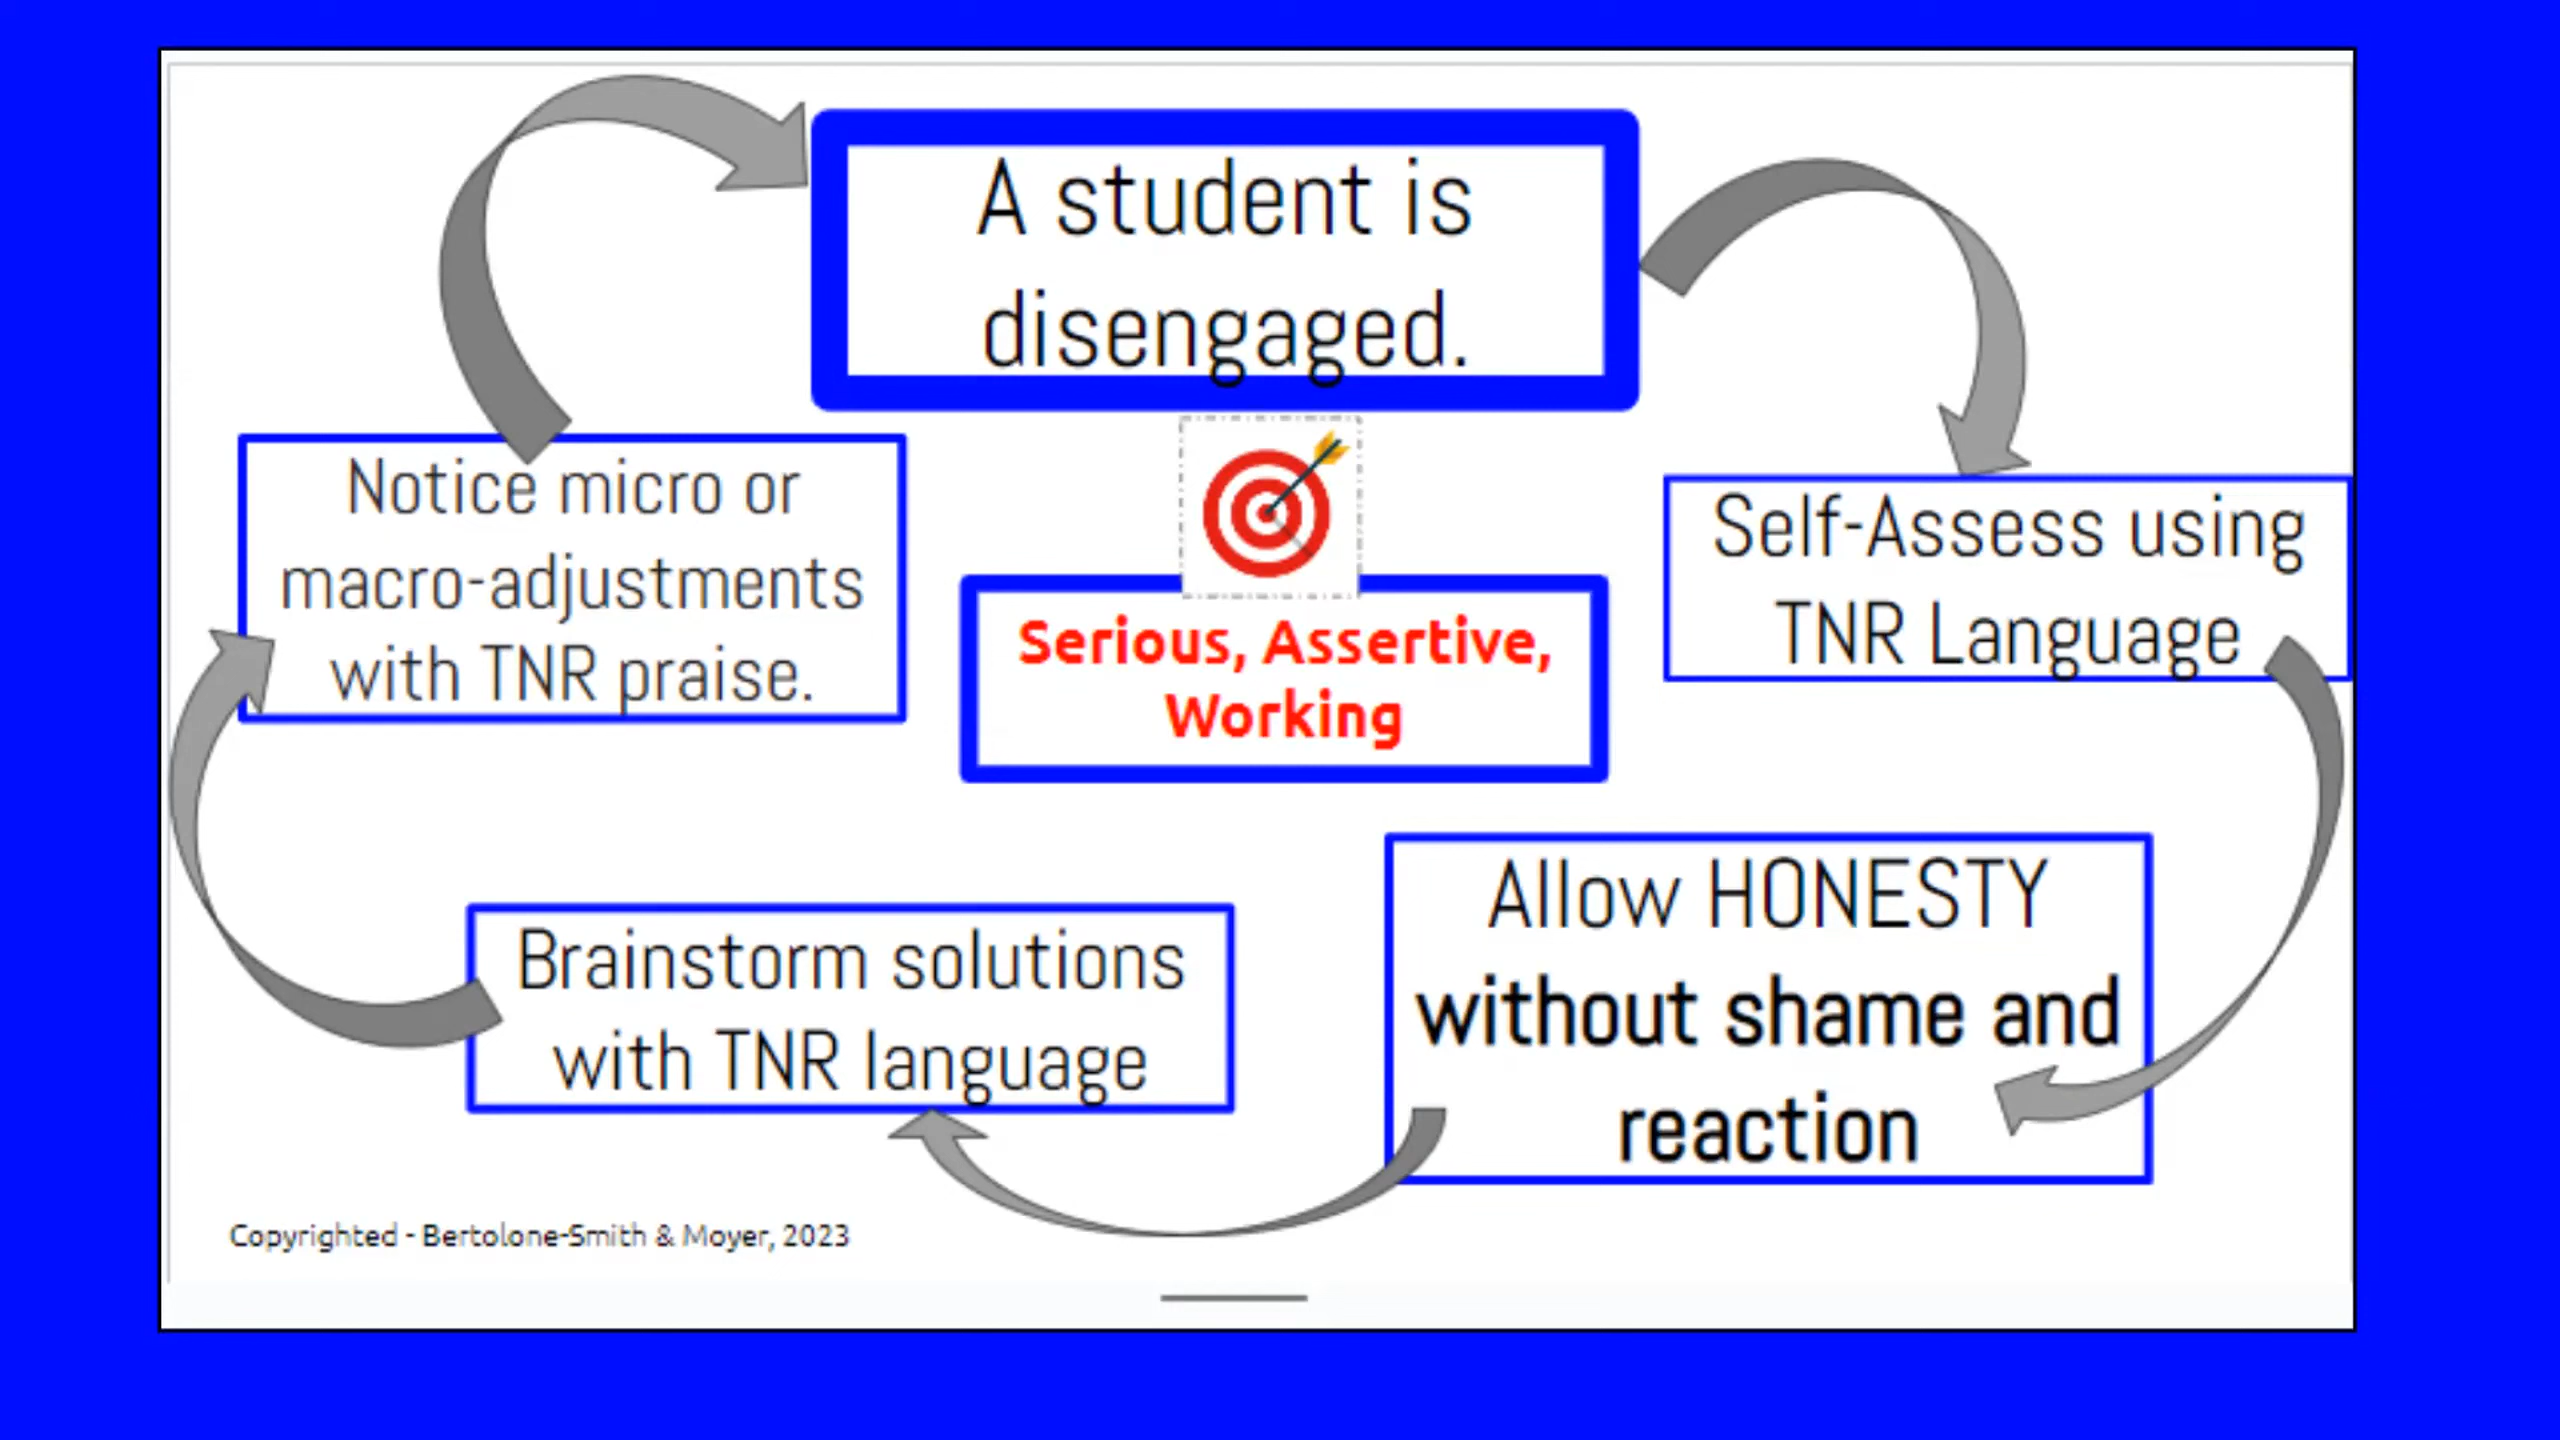 A student is
disengaged.
Self-Assess using
TNR Language
Allow HONESTY
without shame and
reaction
Brainstorm solutions
with TNR language
Notice micro or
macro-adjustments
with TNR praise.
Serious, Assertive,
Working
Copyrighted - Bertolone-Smith & Moyer, 2023